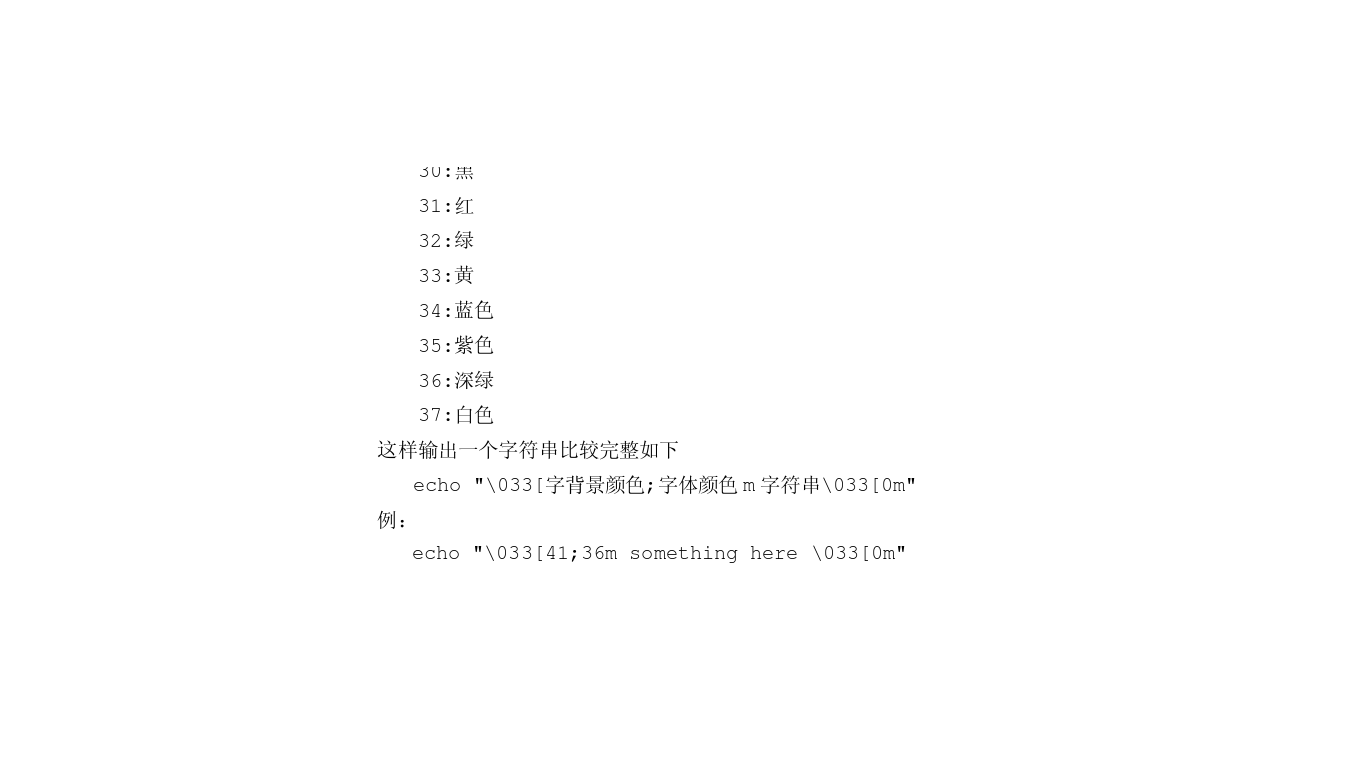 30:黑
31:红
32:绿
33:黄
34:蓝色
35:紫色
36:深绿
37:白色
这样输出一个字符串比较完整如下
echo "\033[字背景颜色;字体颜色m字符串\033[0m"
例:
echo "\033[41;36m something here \033[0m"